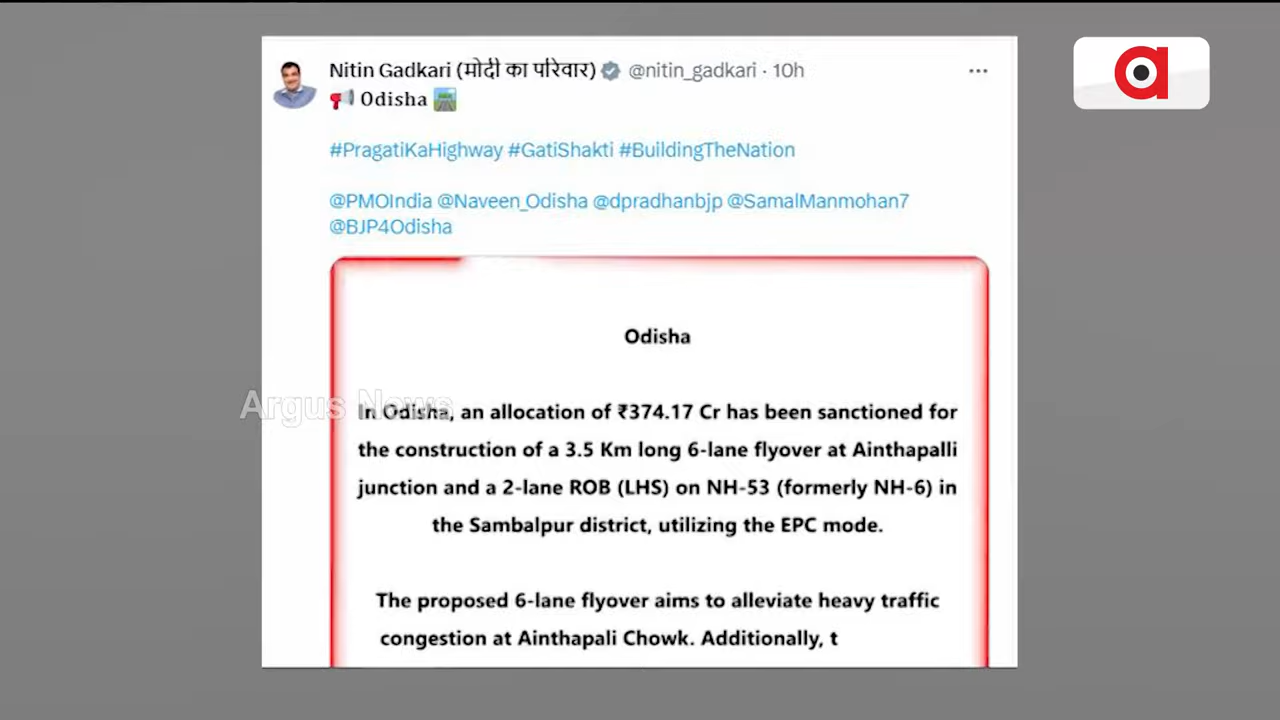 Nitin Gadkari (मोदी का परिवार) @nitin_gadkari · 10h
Odisha
#PragatiKaHighway #GatiShakti #BuildingTheNation
@PMOIndia @Naveen_Odisha @dpradhanbjp @SamalManmohan7
@BJP4Odisha
Odisha
In Odisha, an allocation of ₹374.17 Cr has been sanctioned for
the construction of a 3.5 Km long 6-lane flyover at Ainthapalli
junction and a 2-lane ROB (LHS) on NH-53 (formerly NH-6) in
the Sambalpur district, utilizing the EPC mode.
The proposed 6-lane flyover aims to alleviate heavy traffic
congestion at Ainthapali Chowk. Additionally, t
Argus News
a